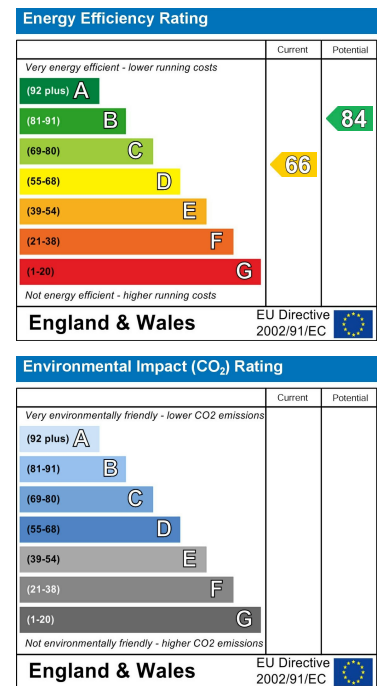 Energy Efficiency Rating
Current Potential
Very energy efficient - lower running costs
(92 plus) A
(81-91) B
84
(69-80) C
66
(55-68) D
(39-54) E
(21-38) F
(1-20) G
Not energy efficient - higher running costs
England & Wales
EU Directive
2002/91/EC
Environmental Impact (CO₂) Rating
Current Potential
Very environmentally friendly - lower CO2 emissions
(92 plus) A
(81-91) B
(69-80) C
(55-68) D
(39-54) E
(21-38) F
(1-20) G
Not environmentally friendly - higher CO2 emissions
England & Wales
EU Directive
2002/91/EC